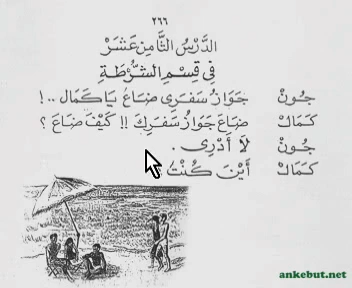 ٢٦٦
الدَّرْسُ الثَّامِنَ عَشَرَ
فِي قِسْمِ الشُّرْطَةِ
جُونْ جَوَازُ سَفَرِي ضَاعَ يَا كَمَال ..!
كَمَالْ ضَاعَ جَوَازُ سَفَرِكَ !! كَيْفَ ضَاعَ ؟
جُونْ لَا أَدْرِى .
كَمَالْ أَيْنَ كُنْتَ
ankebut.net